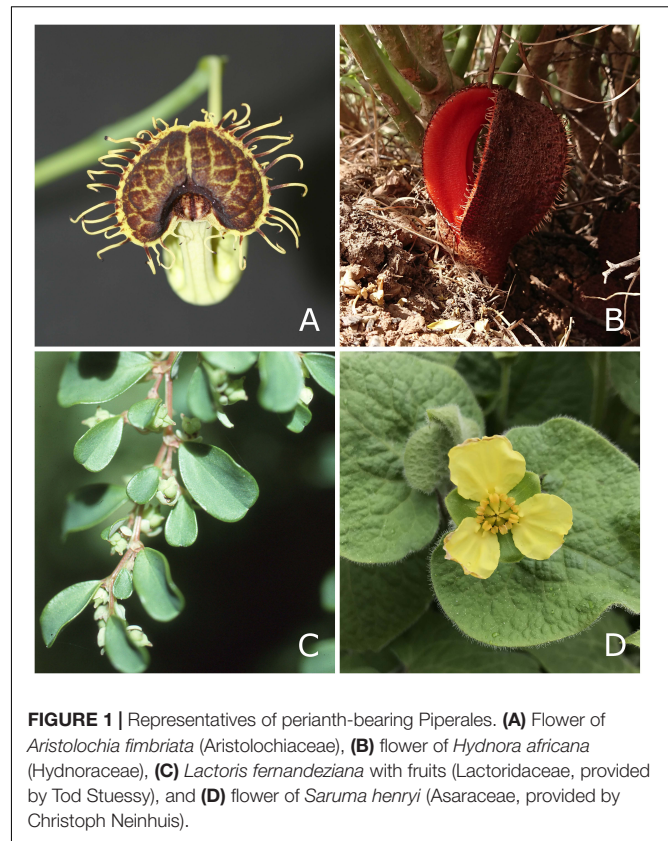 A
B
C
D
FIGURE 1 | Representatives of perianth-bearing Piperales. (A) Flower of
Aristolochia fimbriata (Aristolochiaceae), (B) flower of Hydnora africana
(Hydnoraceae), (C) Lactoris fernandeziana with fruits (Lactoridaceae, provided
by Tod Stuessy), and (D) flower of Saruma henryi (Asaraceae, provided by
Christoph Neinhuis).